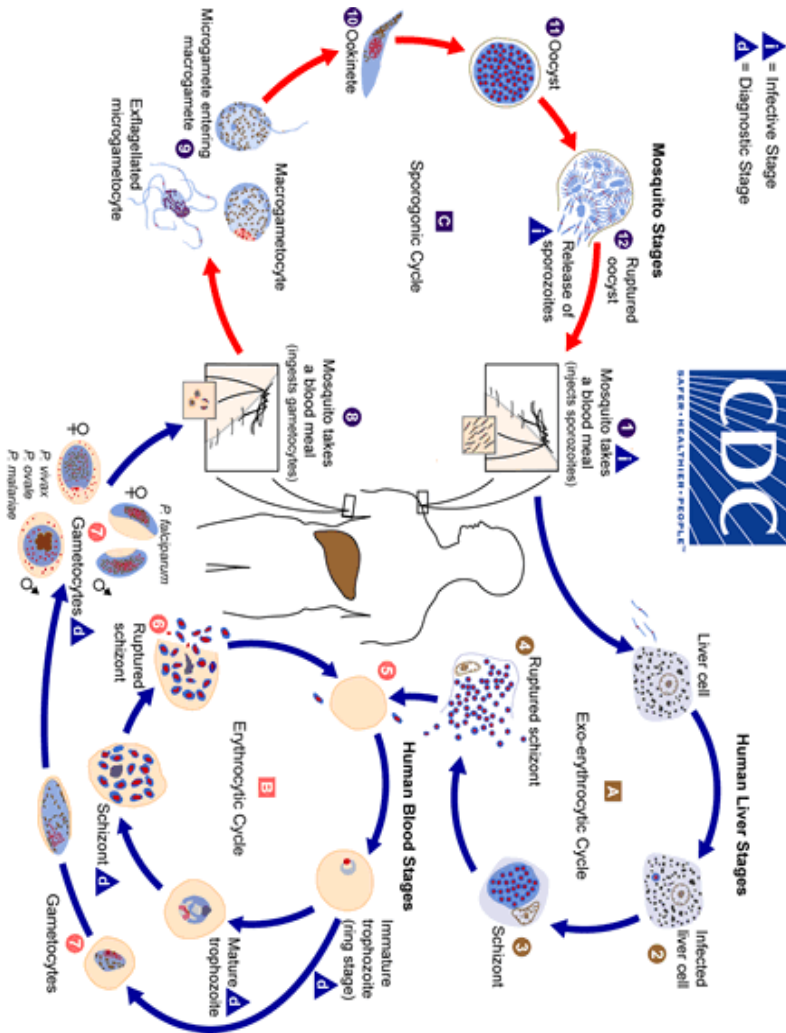 i = Infective Stage
d = Diagnostic Stage
CDC
SAFER•HEALTHIER•PEOPLE™
Mosquito Stages
Human Liver Stages
11 Oocyst
12 Ruptured
oocyst
i Release of
sporozoites
1 i
Mosquito takes
a blood meal
(injects sporozoites)
Liver cell
Infected
liver cell 2
10 Ookinete
C
Sporogonic Cycle
A
Exo-erythrocytic Cycle
4 Ruptured schizont
Schizont
3
Microgamete entering
macrogamete 9
Macrogametocyte
Exflagellated
microgametocyte
8
Mosquito takes
a blood meal
(ingests gametocytes)
Human Blood Stages
5
Immature
trophozoite
(ring stage) d
6
Ruptured
schizont
B
Erythrocytic Cycle
Mature d
trophozoite
Schizont d
P. falciparum
♀
♂
7
Gametocytes d
♀
♂
P. vivax
P. ovale
P. malariae
7
Gametocytes